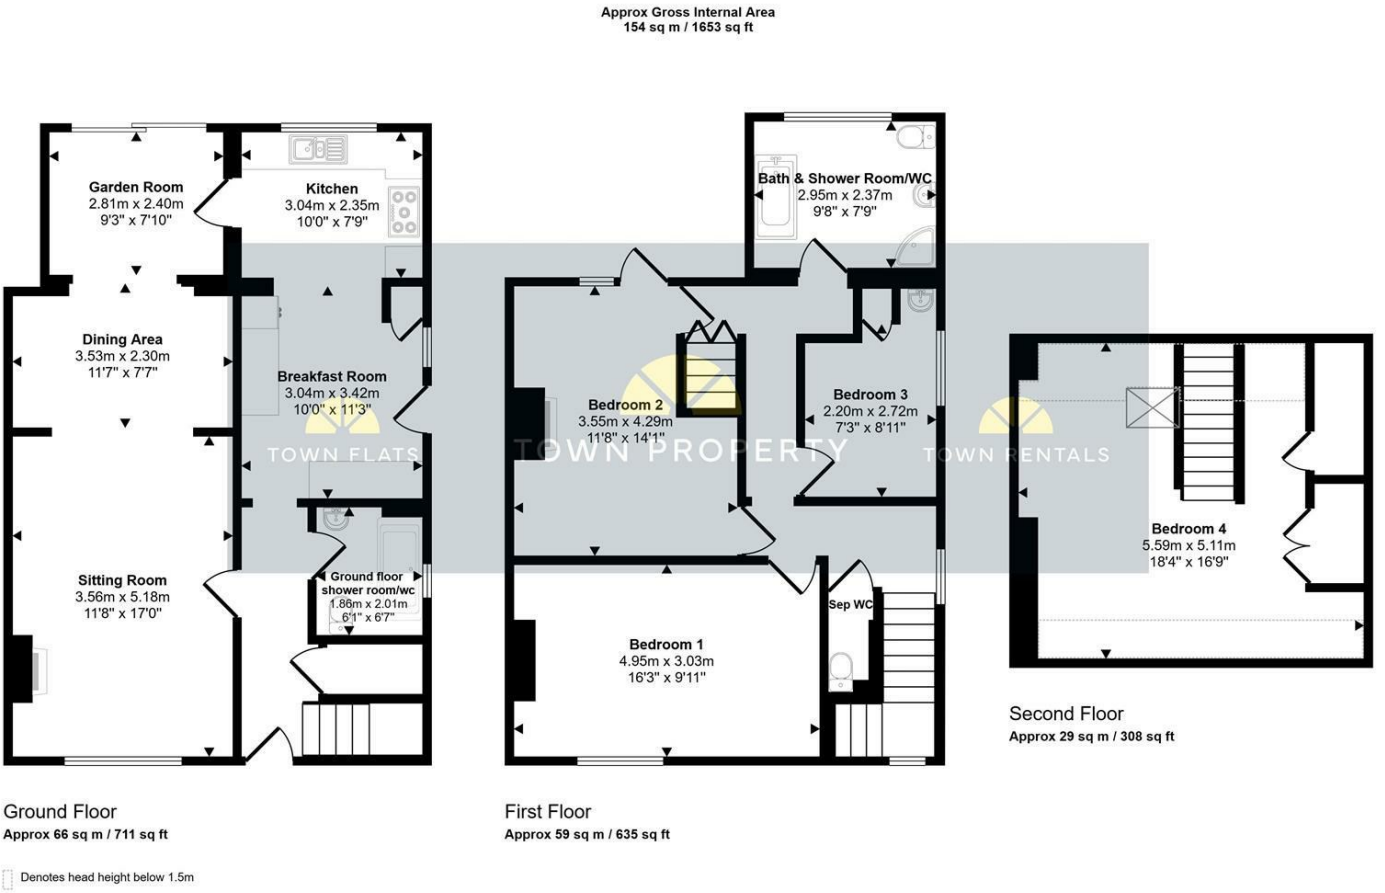 Approx Gross Internal Area
154 sq m / 1653 sq ft
Garden Room
2.81m x 2.40m
9'3" x 7'10"
Kitchen
3.04m x 2.35m
10'0" x 7'9"
Dining Area
3.53m x 2.30m
11'7" x 7'7"
Breakfast Room
3.04m x 3.42m
10'0" x 11'3"
TOWN FLATS
Sitting Room
3.56m x 5.18m
11'8" x 17'0"
Ground floor
shower room/wc
1.86m x 2.01m
6'1" x 6'7"
Ground Floor
Approx 66 sq m / 711 sq ft
Bath & Shower Room/WC
2.95m x 2.37m
9'8" x 7'9"
Bedroom 2
3.55m x 4.29m
11'8" x 14'1"
TOWN PROPERTY
Bedroom 3
2.20m x 2.72m
7'3" x 8'11"
Bedroom 1
4.95m x 3.03m
16'3" x 9'11"
Sep WC
First Floor
Approx 59 sq m / 635 sq ft
TOWN RENTALS
Bedroom 4
5.59m x 5.11m
18'4" x 16'9"
Second Floor
Approx 29 sq m / 308 sq ft
Denotes head height below 1.5m